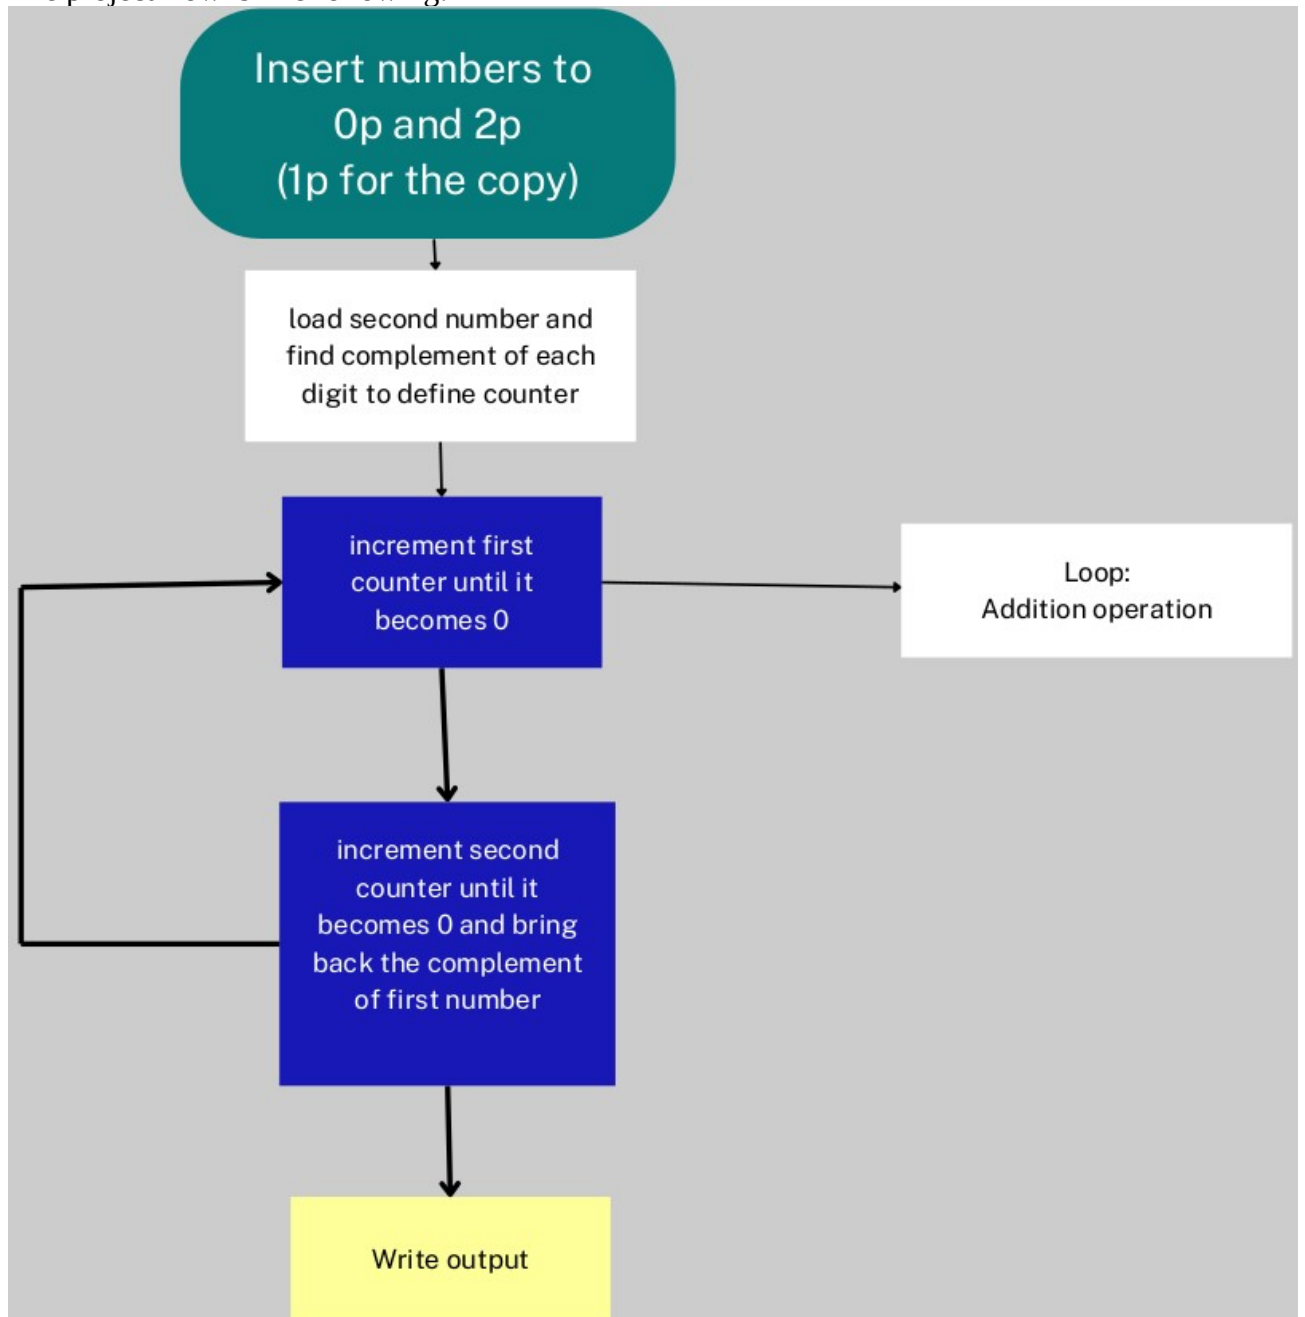 Insert numbers to
0p and 2p
(1p for the copy)
load second number and
find complement of each
digit to define counter
increment first
counter until it
becomes 0
Loop:
Addition operation
increment second
counter until it
becomes 0 and bring
back the complement
of first number
Write output